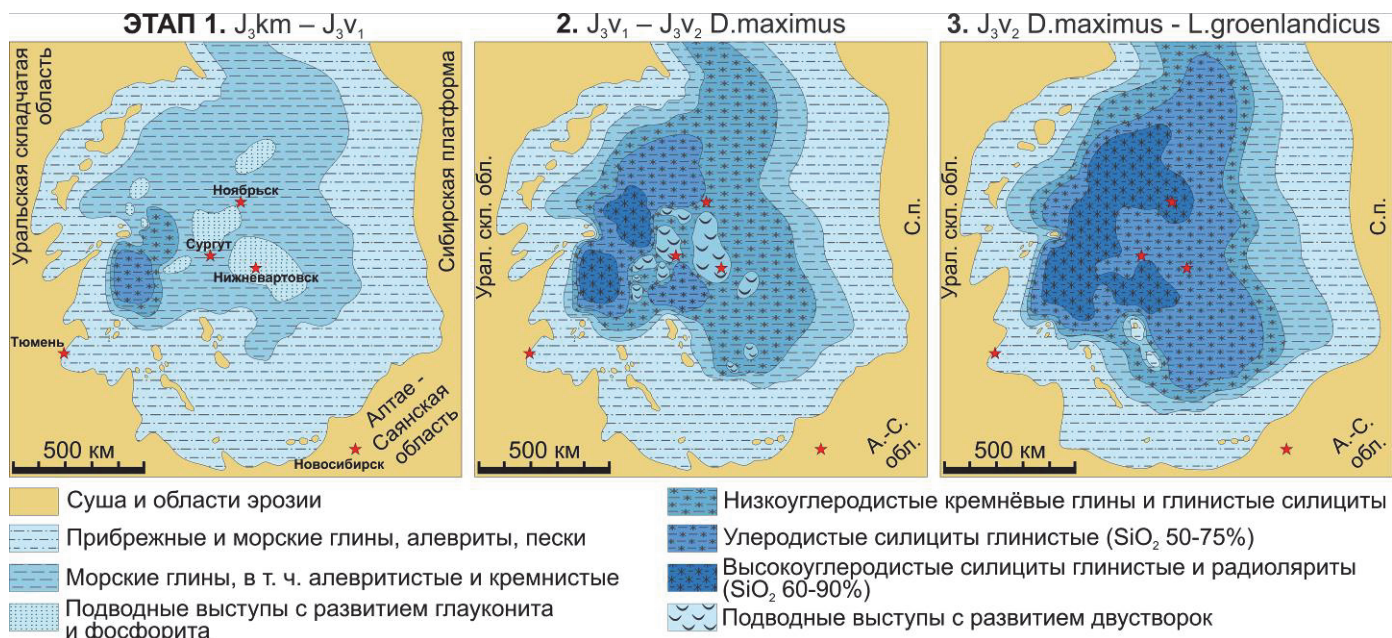 ЭТАП 1. J₃km – J₃v₁
2. J₃v₁ – J₃v₂ D.maximus
3. J₃v₂ D.maximus - L.groenlandicus
Уральская складчатая
область
Ноябрьск
Сургут
Нижневартовск
Тюмень
Сибирская платформа
Алтае -
Саянская
область
500 км
Новосибирск
Урал. скл. обл.
С.п.
500 км
А.-С.
обл.
Урал. скл. обл.
С.п.
500 км
А.-С.
обл.
Суша и области эрозии
Прибрежные и морские глины, алевриты, пески
Морские глины, в т. ч. алевритистые и кремнистые
Подводные выступы с развитием глауконита
и фосфорита
Низкоуглеродистые кремнёвые глины и глинистые силициты
Улеродистые силициты глинистые (SiO₂ 50-75%)
Высокоуглеродистые силициты глинистые и радиоляриты
(SiO₂ 60-90%)
Подводные выступы с развитием двустворок